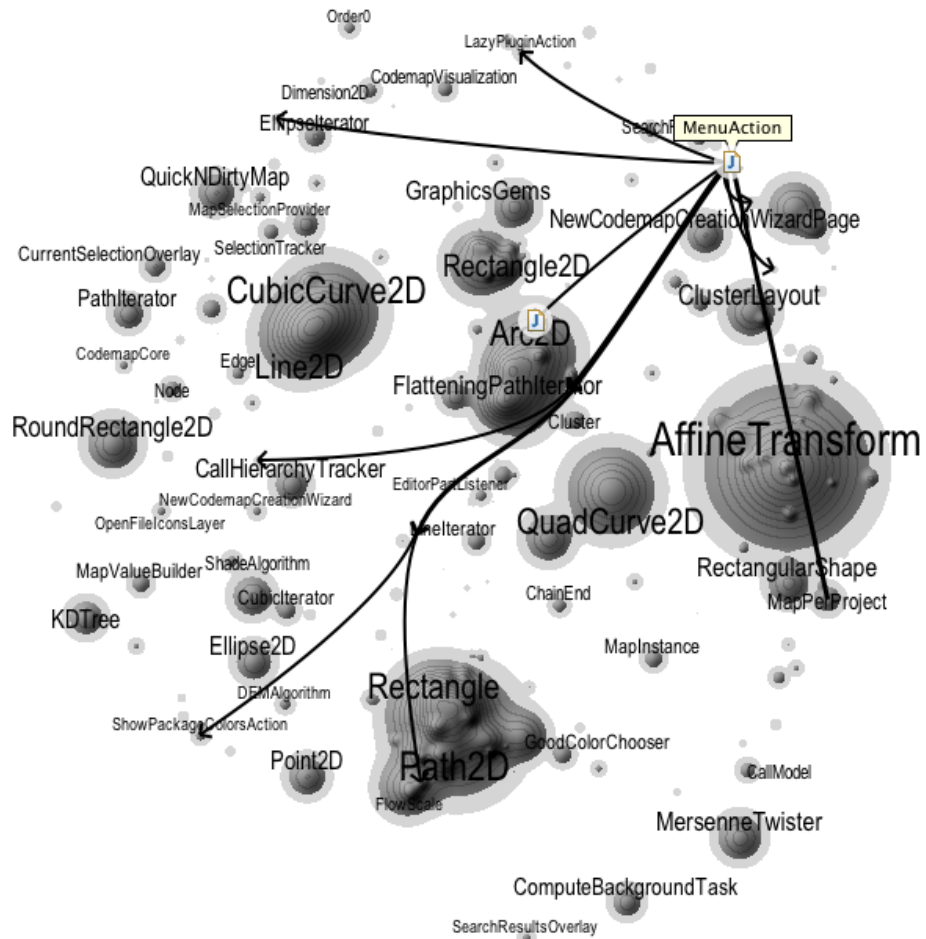 Order0
LazyPluginAction
CodemapVisualization
Dimension2D
EllipseIterator
MenuAction
J
QuickNDirtyMap
GraphicsGems
MapSelectionProvider
NewCodemapCreationWizardPage
SelectionTracker
CurrentSelectionOverlay
Rectangle2D
CubicCurve2D
PathIterator
ClusterLayout
J
Arc2D
CodemapCore
Edge
Line2D
Node
FlatteningPathIterator
Cluster
RoundRectangle2D
AffineTransform
CallHierarchyTracker
EditorPartListener
NewCodemapCreationWizard
OpenFileIconsLayer
LineIterator
QuadCurve2D
ShadeAlgorithm
MapValueBuilder
RectangularShape
CubicIterator
ChainEnd
MapPerProject
KDTree
Ellipse2D
MapInstance
Rectangle
DEMAlgorithm
ShowPackageColorsAction
GoodColorChooser
Point2D
Path2D
CallModel
FlowScale
MersenneTwister
ComputeBackgroundTask
SearchResultsOverlay